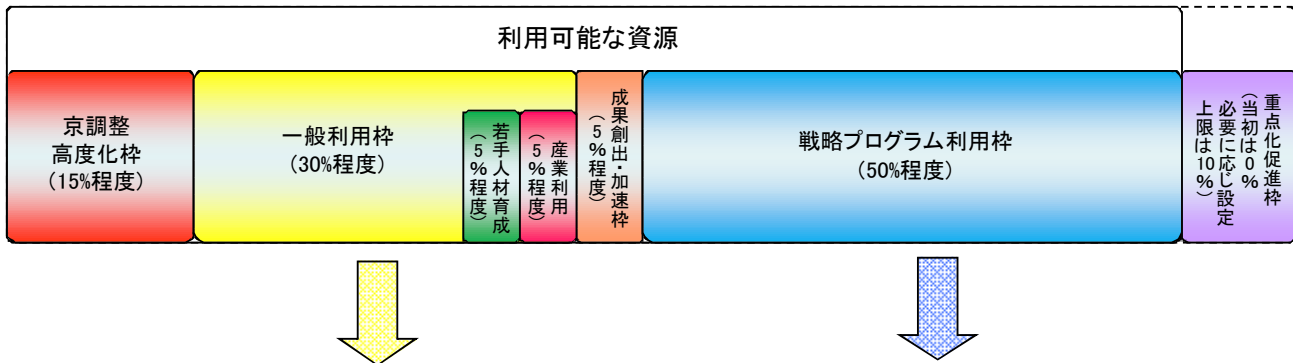 利用可能な資源
京調整
高度化枠
(15%程度)
一般利用枠
(30%程度)
若手人材育成
(5%程度)
産業利用
(5%程度)
成果創出・加速枠
(5%程度)
戦略プログラム利用枠
(50%程度)
重点化促進枠
(当初は0%
必要に応じ設定
上限は10%)